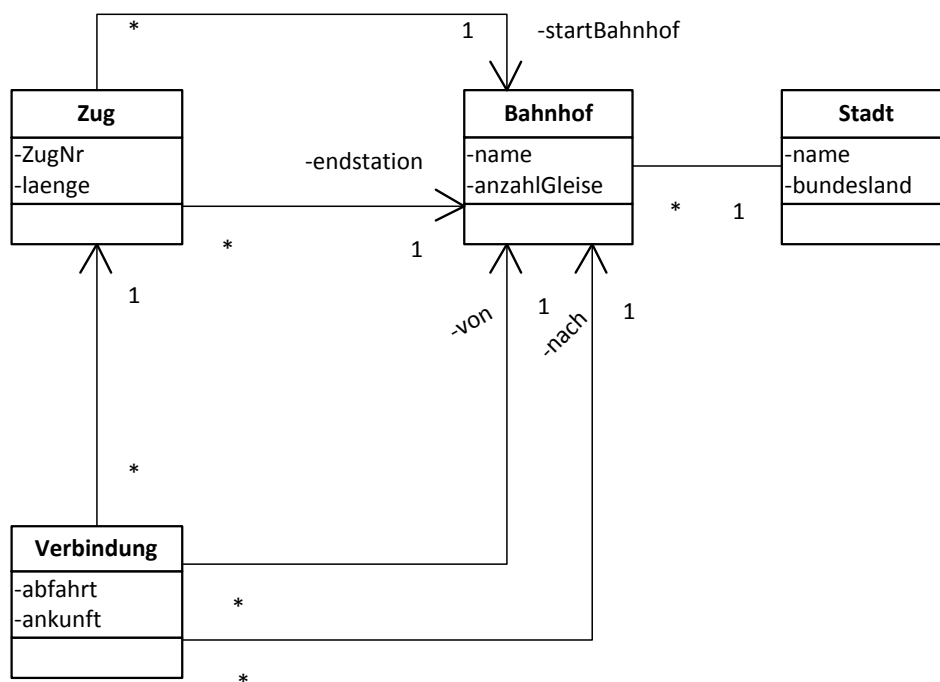 * 1 -startBahnhof
Zug
-ZugNr
-laenge
-endstation
* 1
Bahnhof
-name
-anzahlGleise
* 1
Stadt
-name
-bundesland
1
*
-von
1
-nach
1
Verbindung
-abfahrt
-ankunft
*
*